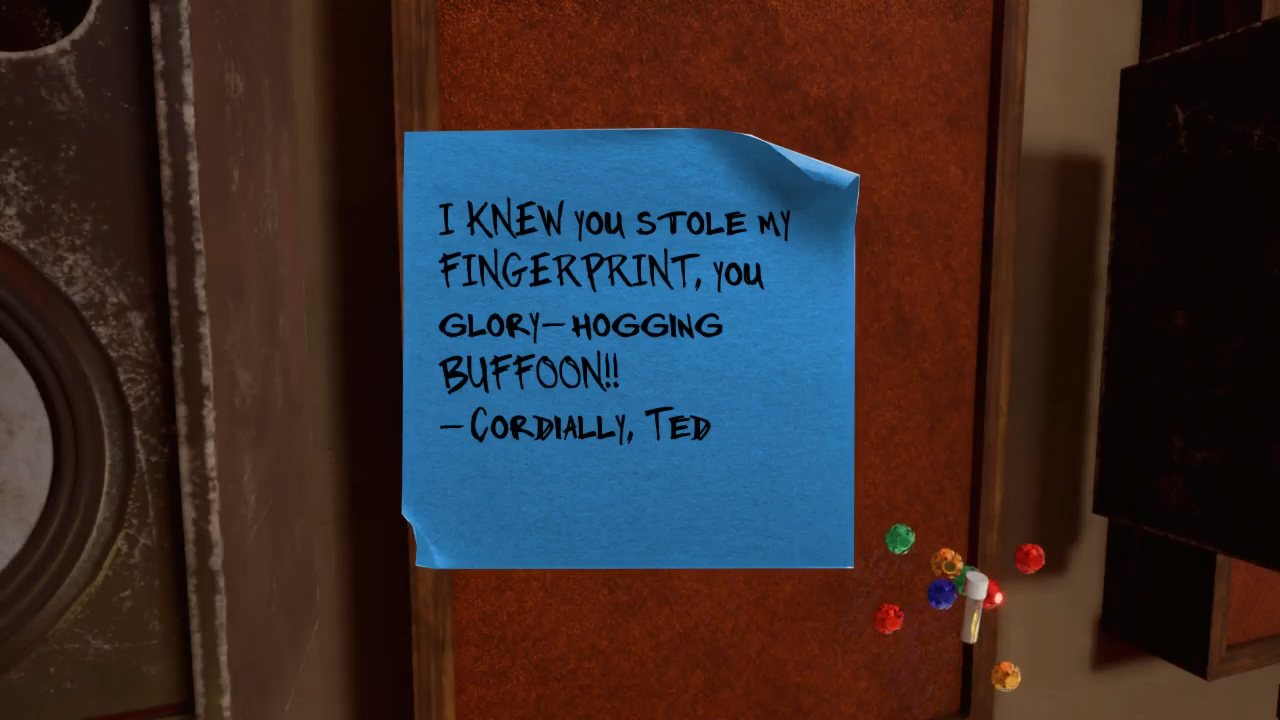 I KNEW YOU STOLE MY
FINGERPRINT, YOU
GLORY-HOGGING
BUFFOON!!
- CORDIALLY, TED